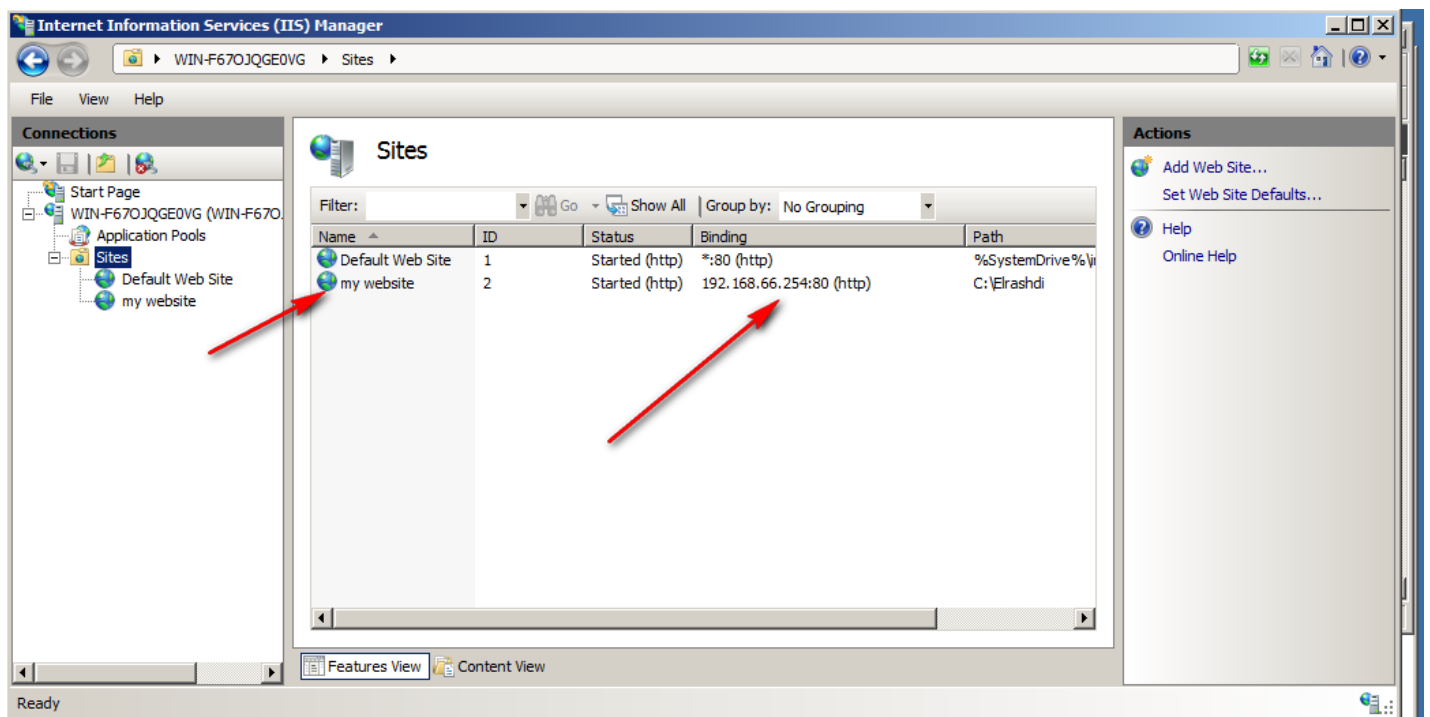 Internet Information Services (IIS) Manager
WIN-F67OJQGE0VG Sites
File View Help
Connections
Start Page
WIN-F67OJQGE0VG (WIN-F67O
Application Pools
Sites
Default Web Site
my website
Sites
Filter: Go Show All Group by: No Grouping
Name ID Status Binding Path
Default Web Site 1 Started (http) *:80 (http) %SystemDrive%\i
my website 2 Started (http) 192.168.66.254:80 (http) C:\Elrashdi
Features View Content View
Actions
Add Web Site...
Set Web Site Defaults...
Help
Online Help
Ready